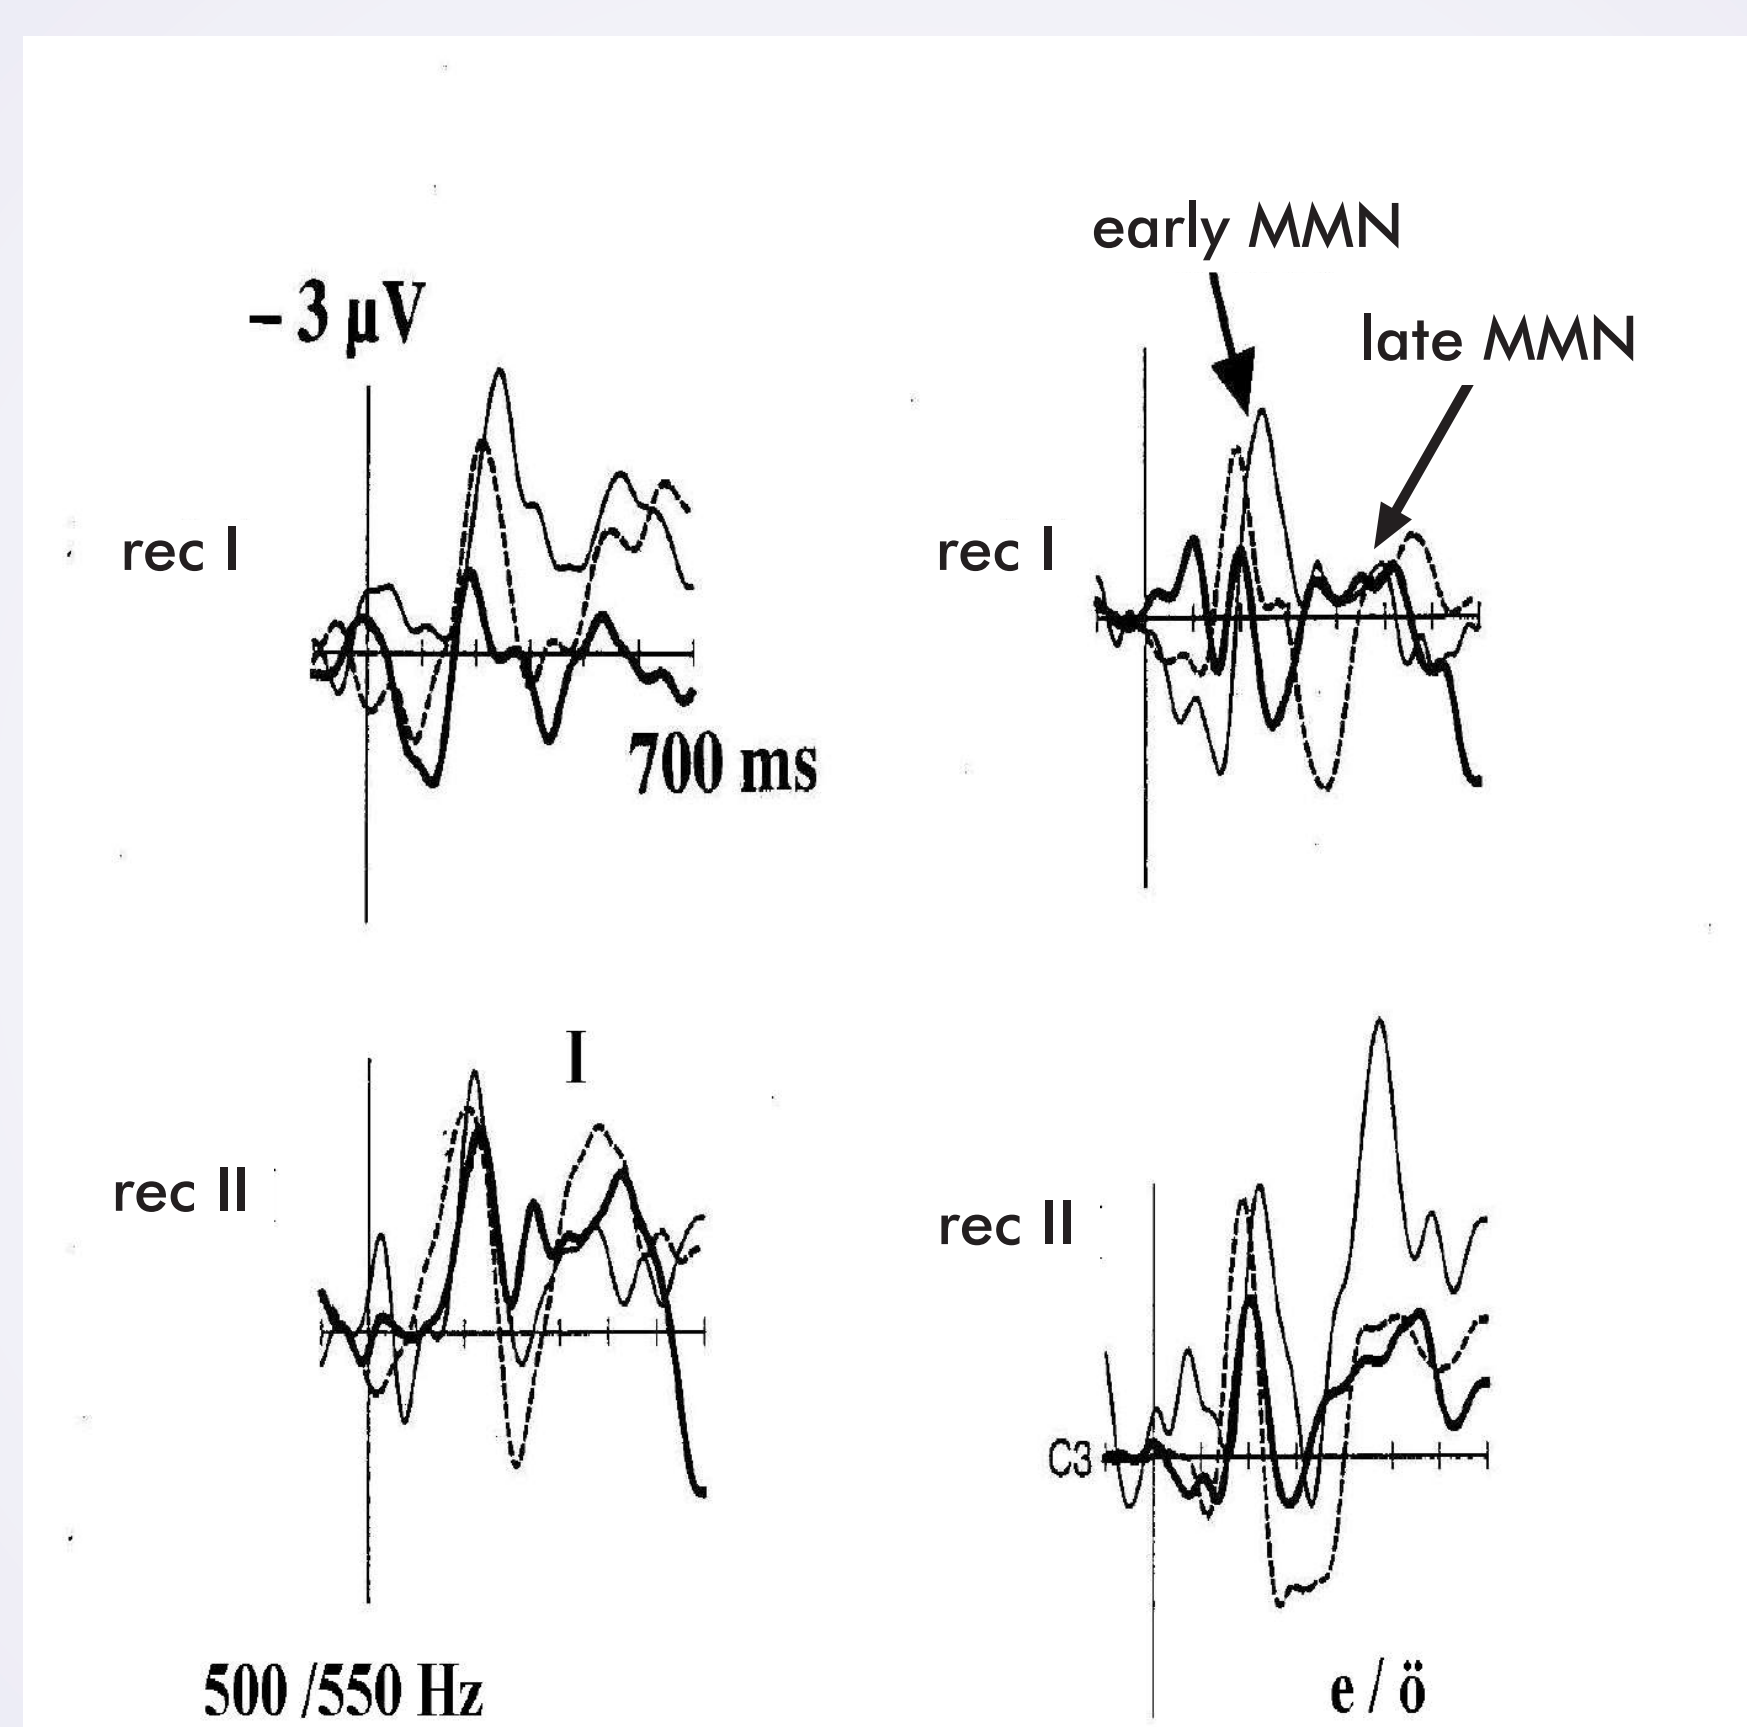 early MMN
– 3 µV
late MMN
rec I
rec I
700 ms
I
rec II
rec II
C3
500 /550 Hz
e / ö